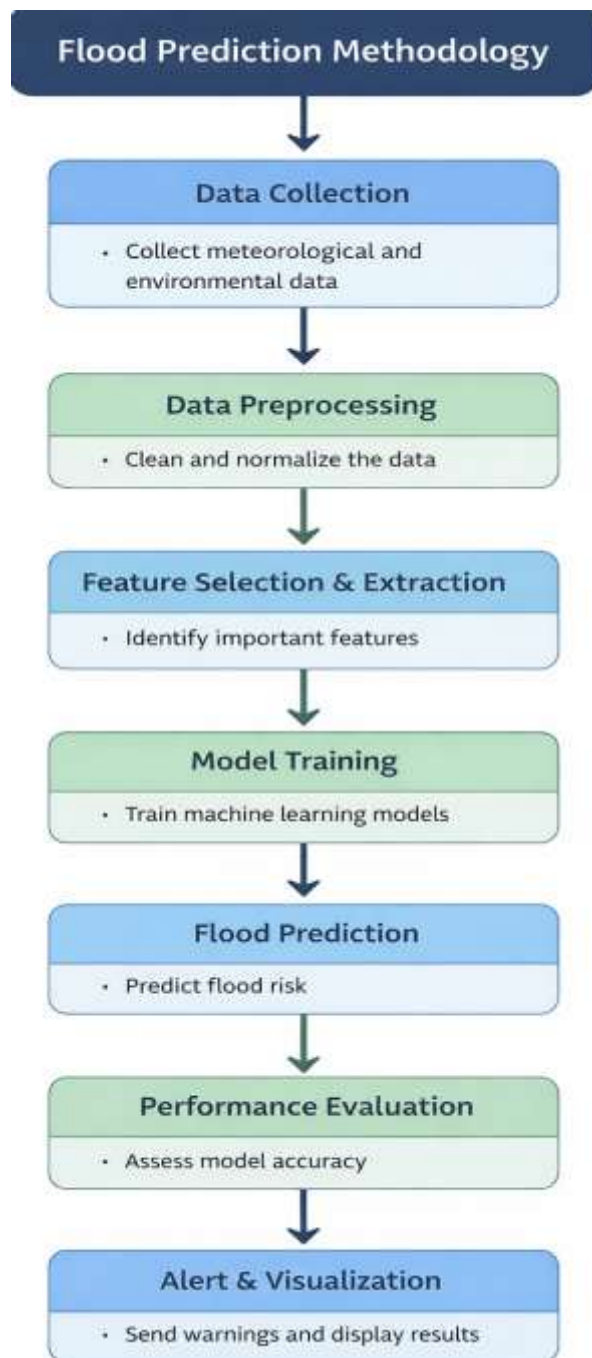 Flood Prediction Methodology
Data Collection
• Collect meteorological and
environmental data
Data Preprocessing
• Clean and normalize the data
Feature Selection & Extraction
• Identify important features
Model Training
• Train machine learning models
Flood Prediction
• Predict flood risk
Performance Evaluation
• Assess model accuracy
Alert & Visualization
• Send warnings and display results